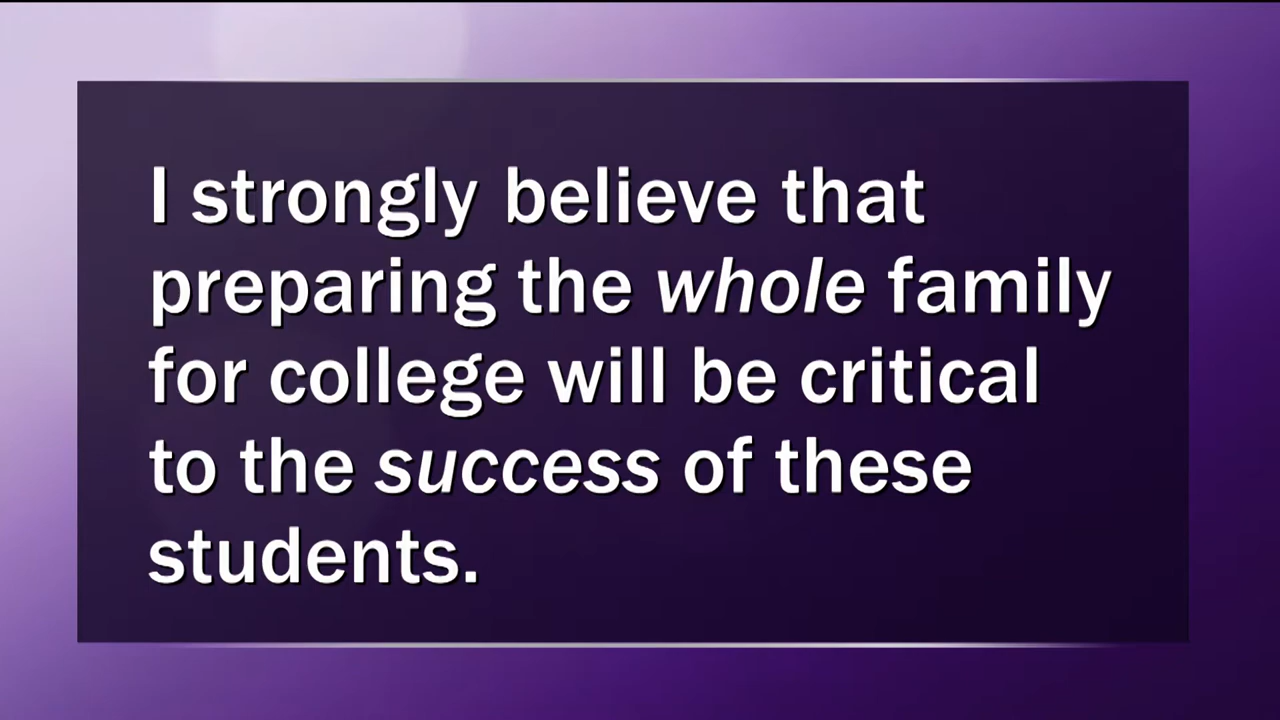 I strongly believe that
preparing the whole family
for college will be critical
to the success of these
students.